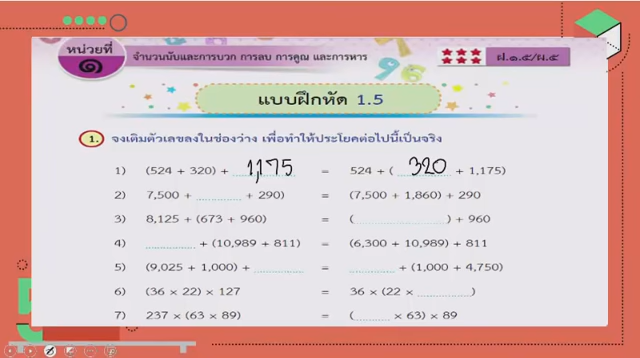 หน่วยที่
๑
จำนวนนับและการบวก การลบ การคูณ และการหาร
ฝ.๑.๕/ผ.๕
แบบฝึกหัด 1.5
1. จงเติมตัวเลขลงในช่องว่าง เพื่อทำให้ประโยคต่อไปนี้เป็นจริง
1) (524 + 320) + 1,175 = 524 + ( 320 + 1,175)
2) 7,500 + ............ + 290) = (7,500 + 1,860) + 290
3) 8,125 + (673 + 960) = ( ........................ ) + 960
4) ............ + (10,989 + 811) = (6,300 + 10,989) + 811
5) (9,025 + 1,000) + ............ = ............ + (1,000 + 4,750)
6) (36 × 22) × 127 = 36 × (22 × ............ )
7) 237 × (63 × 89) = ( ........ × 63) × 89